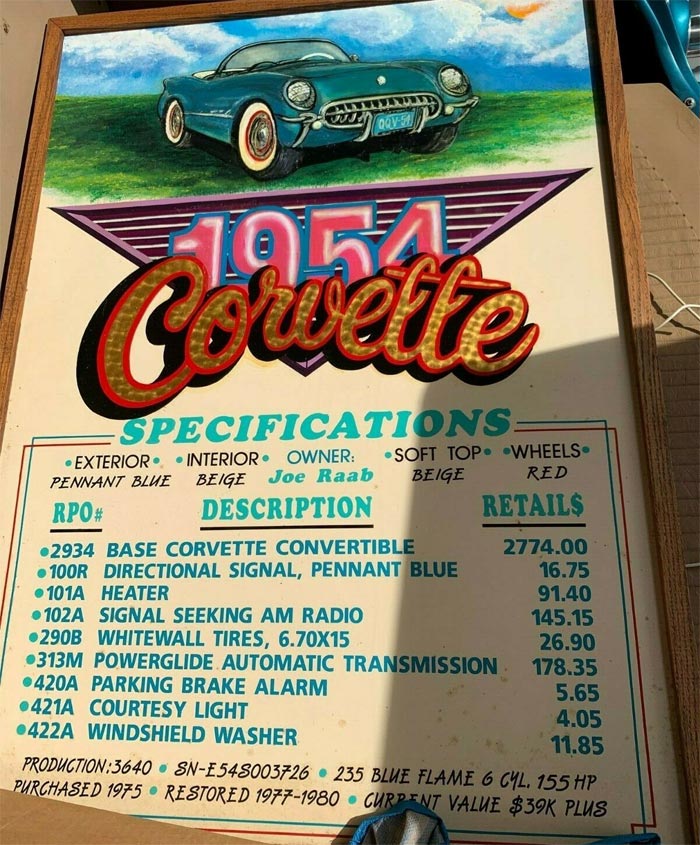 QQV-54
1954
Corvette
SPECIFICATIONS
•EXTERIOR• •INTERIOR• OWNER: •SOFT TOP• •WHEELS•
PENNANT BLUE BEIGE Joe Raab BEIGE RED
RPO# DESCRIPTION RETAIL$
•2934 BASE CORVETTE CONVERTIBLE 2774.00
•100R DIRECTIONAL SIGNAL, PENNANT BLUE 16.75
•101A HEATER 91.40
•102A SIGNAL SEEKING AM RADIO 145.15
•290B WHITEWALL TIRES, 6.70X15 26.90
•313M POWERGLIDE AUTOMATIC TRANSMISSION 178.35
•420A PARKING BRAKE ALARM 5.65
•421A COURTESY LIGHT 4.05
•422A WINDSHIELD WASHER 11.85
PRODUCTION:3640 • SN-E54S003726 • 235 BLUE FLAME 6 CYL. 155 HP
PURCHASED 1975 • RESTORED 1977-1980 • CURRENT VALUE $39K PLUS